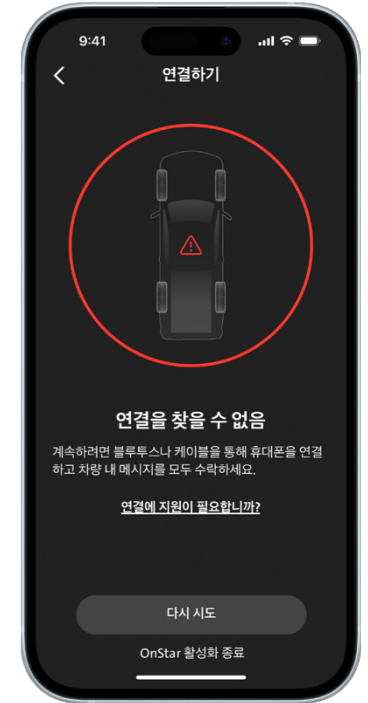 9:41
연결하기
연결을 찾을 수 없음
계속하려면 블루투스나 케이블을 통해 휴대폰을 연결
하고 차량 내 메시지를 모두 수락하세요.
연결에 지원이 필요합니까?
다시 시도
OnStar 활성화 종료